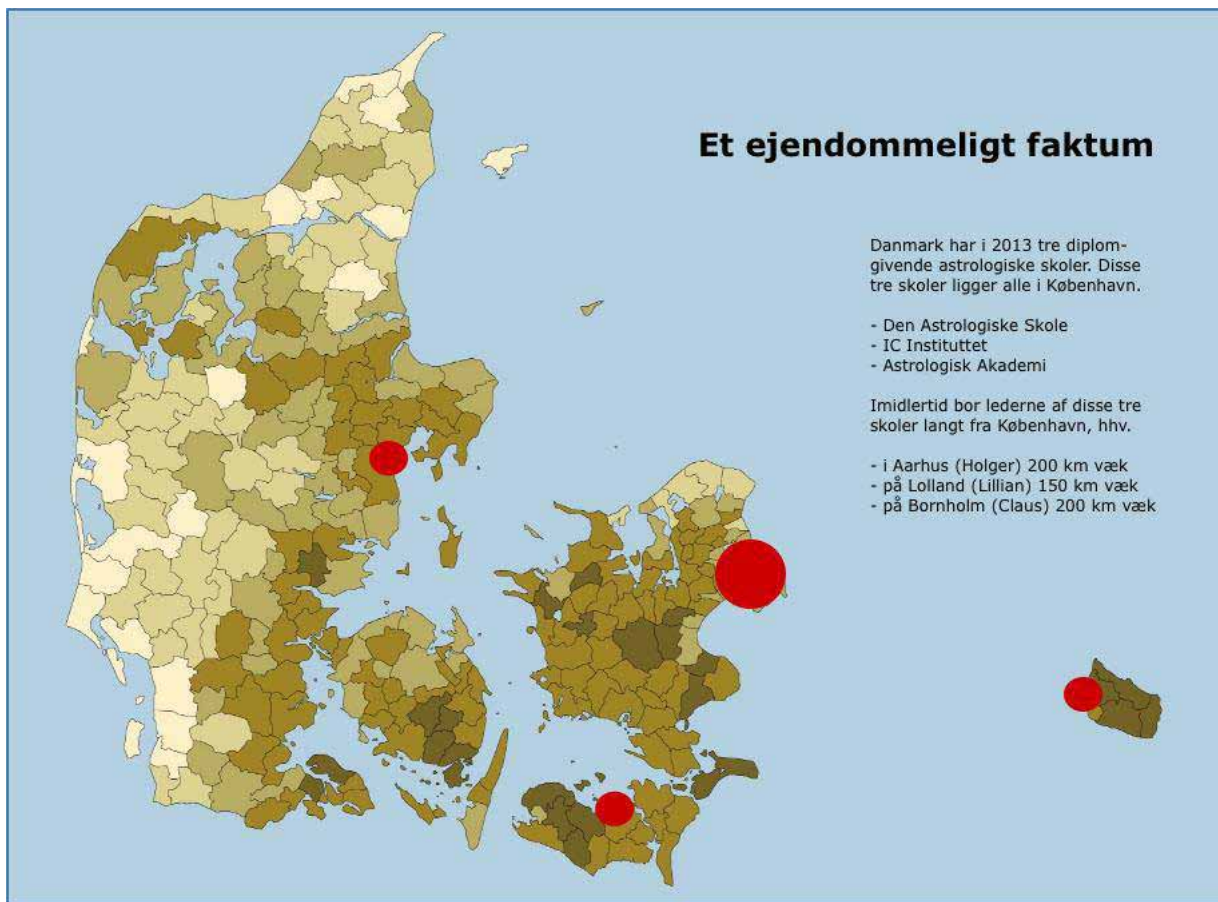 Et ejendommeligt faktum
Danmark har i 2013 tre diplom-
givende astrologiske skoler. Disse
tre skoler ligger alle i København.
- Den Astrologiske Skole
- IC Instituttet
- Astrologisk Akademi
Imidlertid bor lederne af disse tre
skoler langt fra København, hhv.
- i Aarhus (Holger) 200 km væk
- på Lolland (Lillian) 150 km væk
- på Bornholm (Claus) 200 km væk